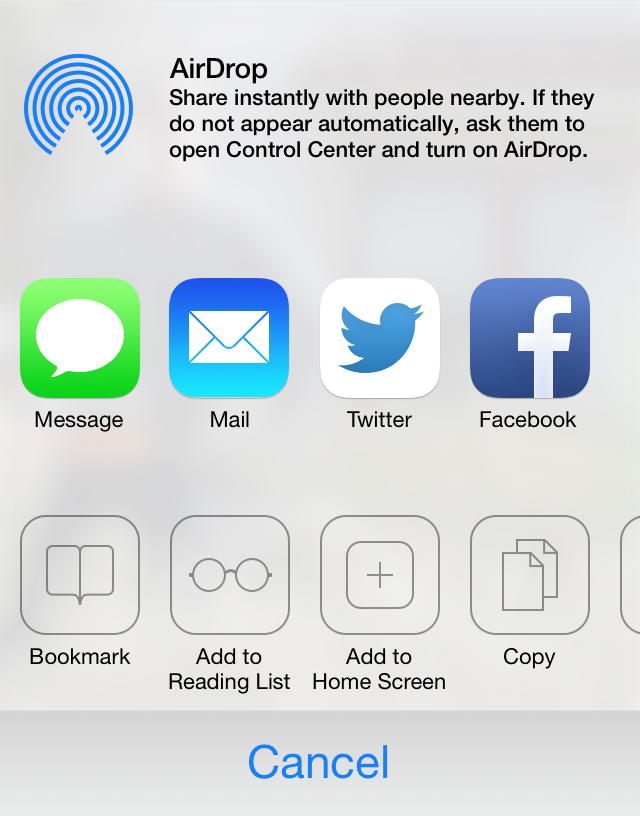 AirDrop
Share instantly with people nearby. If they
do not appear automatically, ask them to
open Control Center and turn on AirDrop.
Message
Mail
Twitter
Facebook
Bookmark
Add to
Reading List
Add to
Home Screen
Copy
Cancel